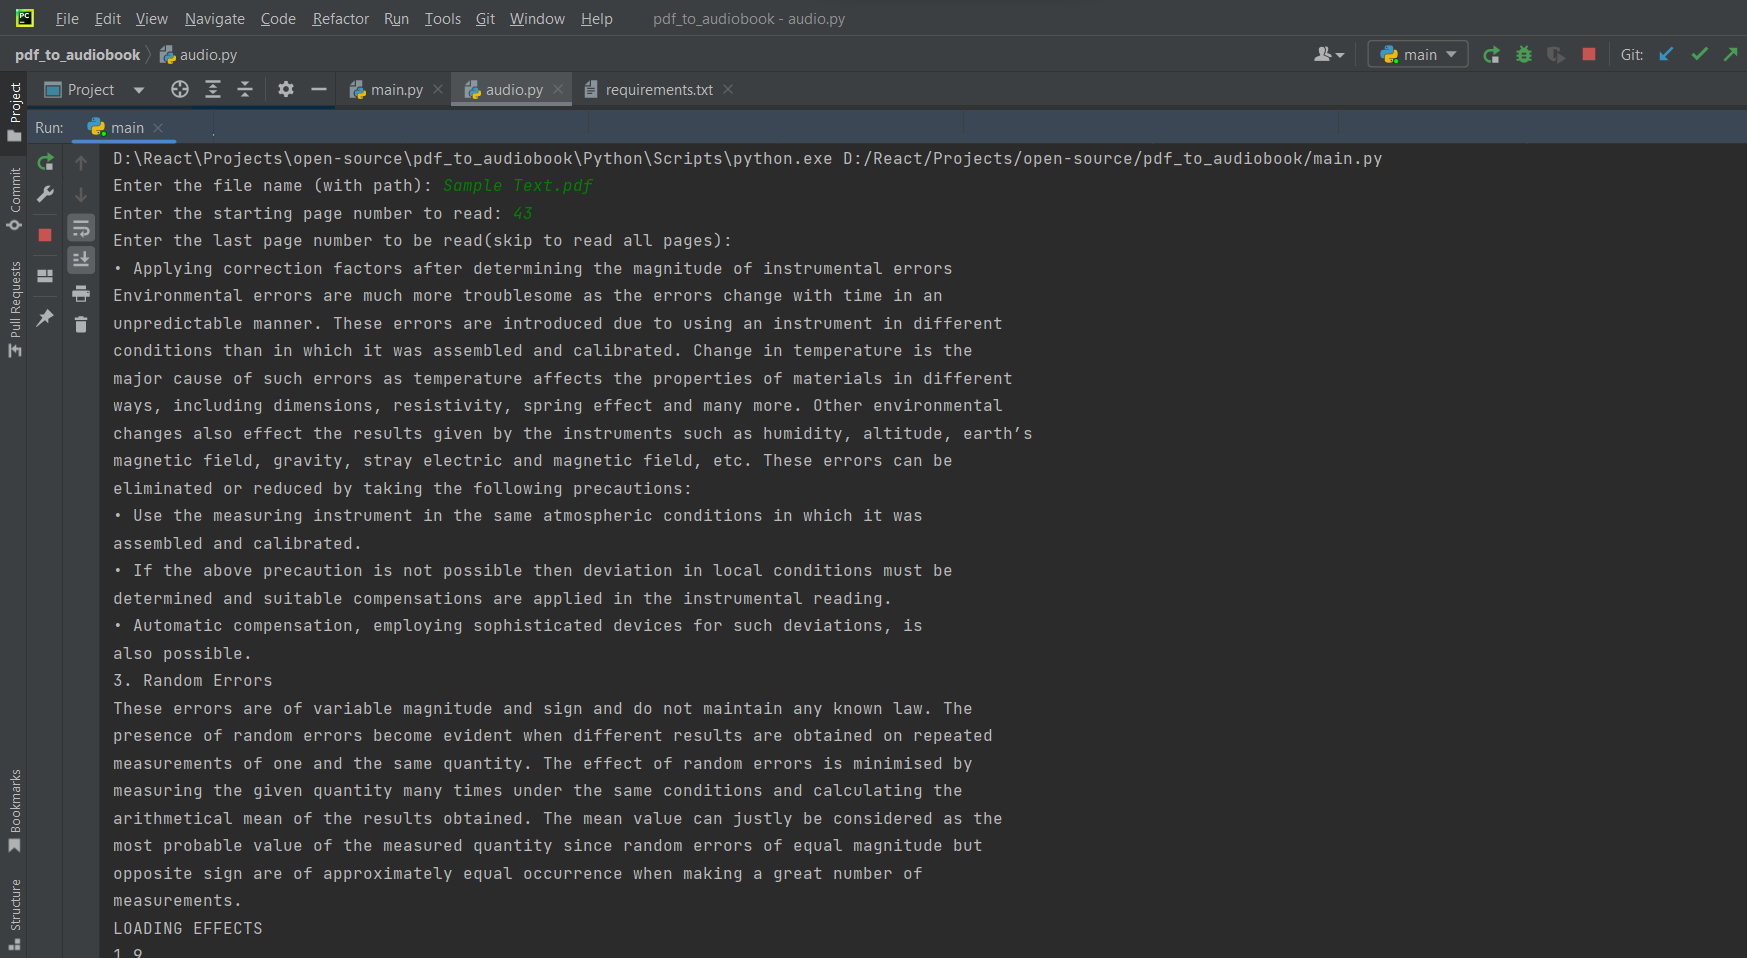 PC
File Edit View Navigate Code Refactor Run Tools Git Window Help pdf_to_audiobook - audio.py
pdf_to_audiobook audio.py main Git:
Project main.py audio.py requirements.txt
Run: main
Project
Commit
Pull Requests
Bookmarks
Structure
D:\React\Projects\open-source\pdf_to_audiobook\Python\Scripts\python.exe D:/React/Projects/open-source/pdf_to_audiobook/main.py
Enter the file name (with path): Sample Text.pdf
Enter the starting page number to read: 43
Enter the last page number to be read(skip to read all pages):
• Applying correction factors after determining the magnitude of instrumental errors
Environmental errors are much more troublesome as the errors change with time in an
unpredictable manner. These errors are introduced due to using an instrument in different
conditions than in which it was assembled and calibrated. Change in temperature is the
major cause of such errors as temperature affects the properties of materials in different
ways, including dimensions, resistivity, spring effect and many more. Other environmental
changes also effect the results given by the instruments such as humidity, altitude, earth’s
magnetic field, gravity, stray electric and magnetic field, etc. These errors can be
eliminated or reduced by taking the following precautions:
• Use the measuring instrument in the same atmospheric conditions in which it was
assembled and calibrated.
• If the above precaution is not possible then deviation in local conditions must be
determined and suitable compensations are applied in the instrumental reading.
• Automatic compensation, employing sophisticated devices for such deviations, is
also possible.
3. Random Errors
These errors are of variable magnitude and sign and do not maintain any known law. The
presence of random errors become evident when different results are obtained on repeated
measurements of one and the same quantity. The effect of random errors is minimised by
measuring the given quantity many times under the same conditions and calculating the
arithmetical mean of the results obtained. The mean value can justly be considered as the
most probable value of the measured quantity since random errors of equal magnitude but
opposite sign are of approximately equal occurrence when making a great number of
measurements.
LOADING EFFECTS
1.9